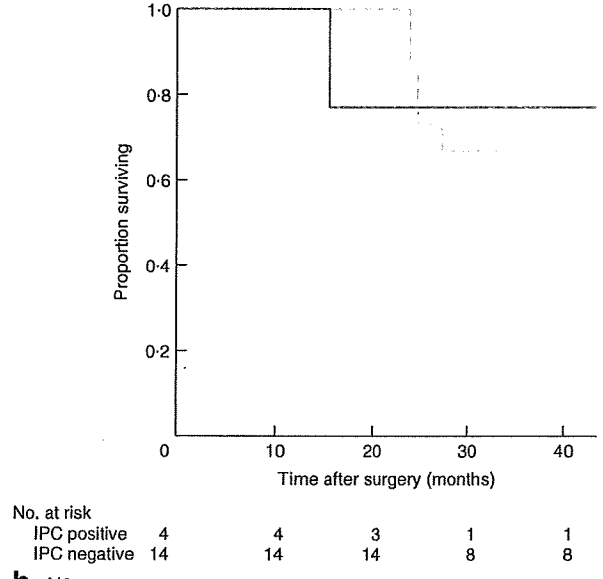 1·0
0·8
0·6
0·4
0·2
Proportion surviving
0 10 20 30 40
Time after surgery (months)
No. at risk
IPC positive 4 4 3 1 1
IPC negative 14 14 14 8 8